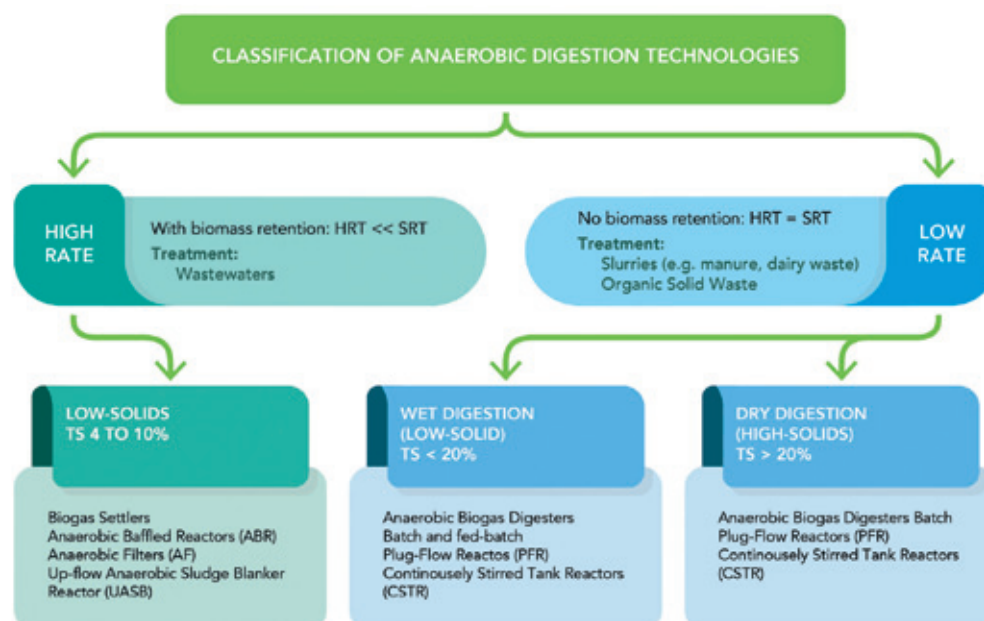 CLASSIFICATION OF ANAEROBIC DIGESTION TECHNOLOGIES
HIGH
RATE
With biomass retention: HRT << SRT
Treatment:
Wastewaters
No biomass retention: HRT = SRT
Treatment:
Slurries (e.g. manure, dairy waste)
Organic Solid Waste
LOW
RATE
LOW-SOLIDS
TS 4 TO 10%
Biogas Settlers
Anaerobic Baffled Reactors (ABR)
Anaerobic Filters (AF)
Up-flow Anaerobic Sludge Blanker
Reactor (UASB)
WET DIGESTION
(LOW-SOLID)
TS < 20%
Anaerobic Biogas Digesters
Batch and fed-batch
Plug-Flow Reactos (PFR)
Continousely Stirred Tank Reactors
(CSTR)
DRY DIGESTION
(HIGH-SOLIDS)
TS > 20%
Anaerobic Biogas Digesters Batch
Plug-Flow Reactors (PFR)
Continousely Stirred Tank Reactors
(CSTR)